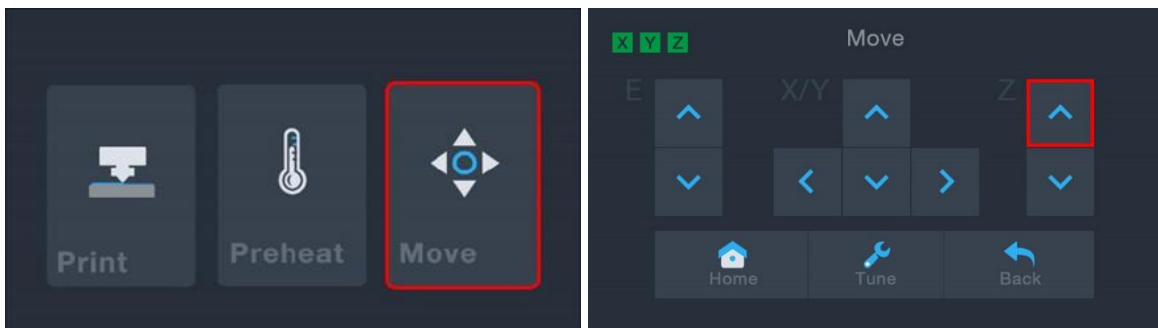 Print
Preheat
Move
X Y Z
Move
E
X/Y
Z
Home
Tune
Back